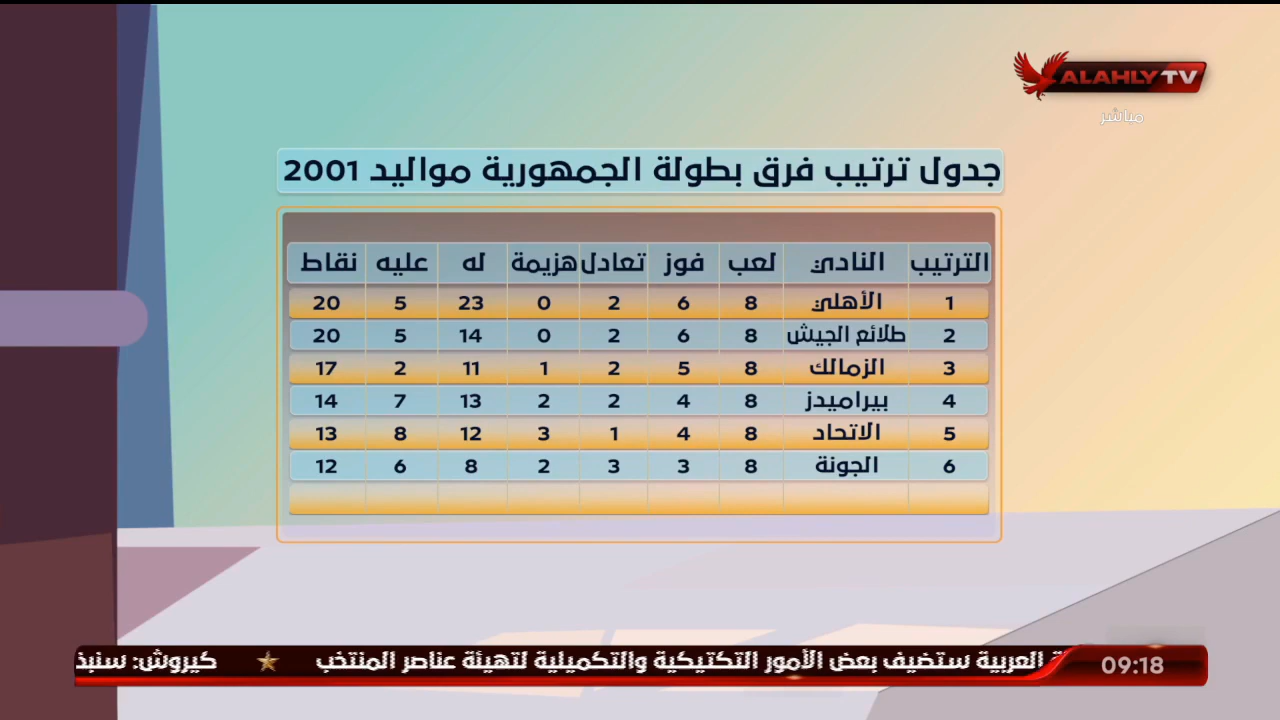 ALAHLY TV
مباشر
جدول ترتيب فرق بطولة الجمهورية مواليد 2001
الترتيب النادي لعب فوز تعادل هزيمة له عليه نقاط
1 الأهلي 8 6 2 0 23 5 20
2 طلائع الجيش 8 6 2 0 14 5 20
3 الزمالك 8 5 2 1 11 2 17
4 بيراميدز 8 4 2 2 13 7 14
5 الاتحاد 8 4 1 3 12 8 13
6 الجونة 8 3 3 2 8 6 12
العربية ستضيف بعض الأمور التكتيكية والتكميلية لتهيئة عناصر المنتخب ★ كيروش:
09:18